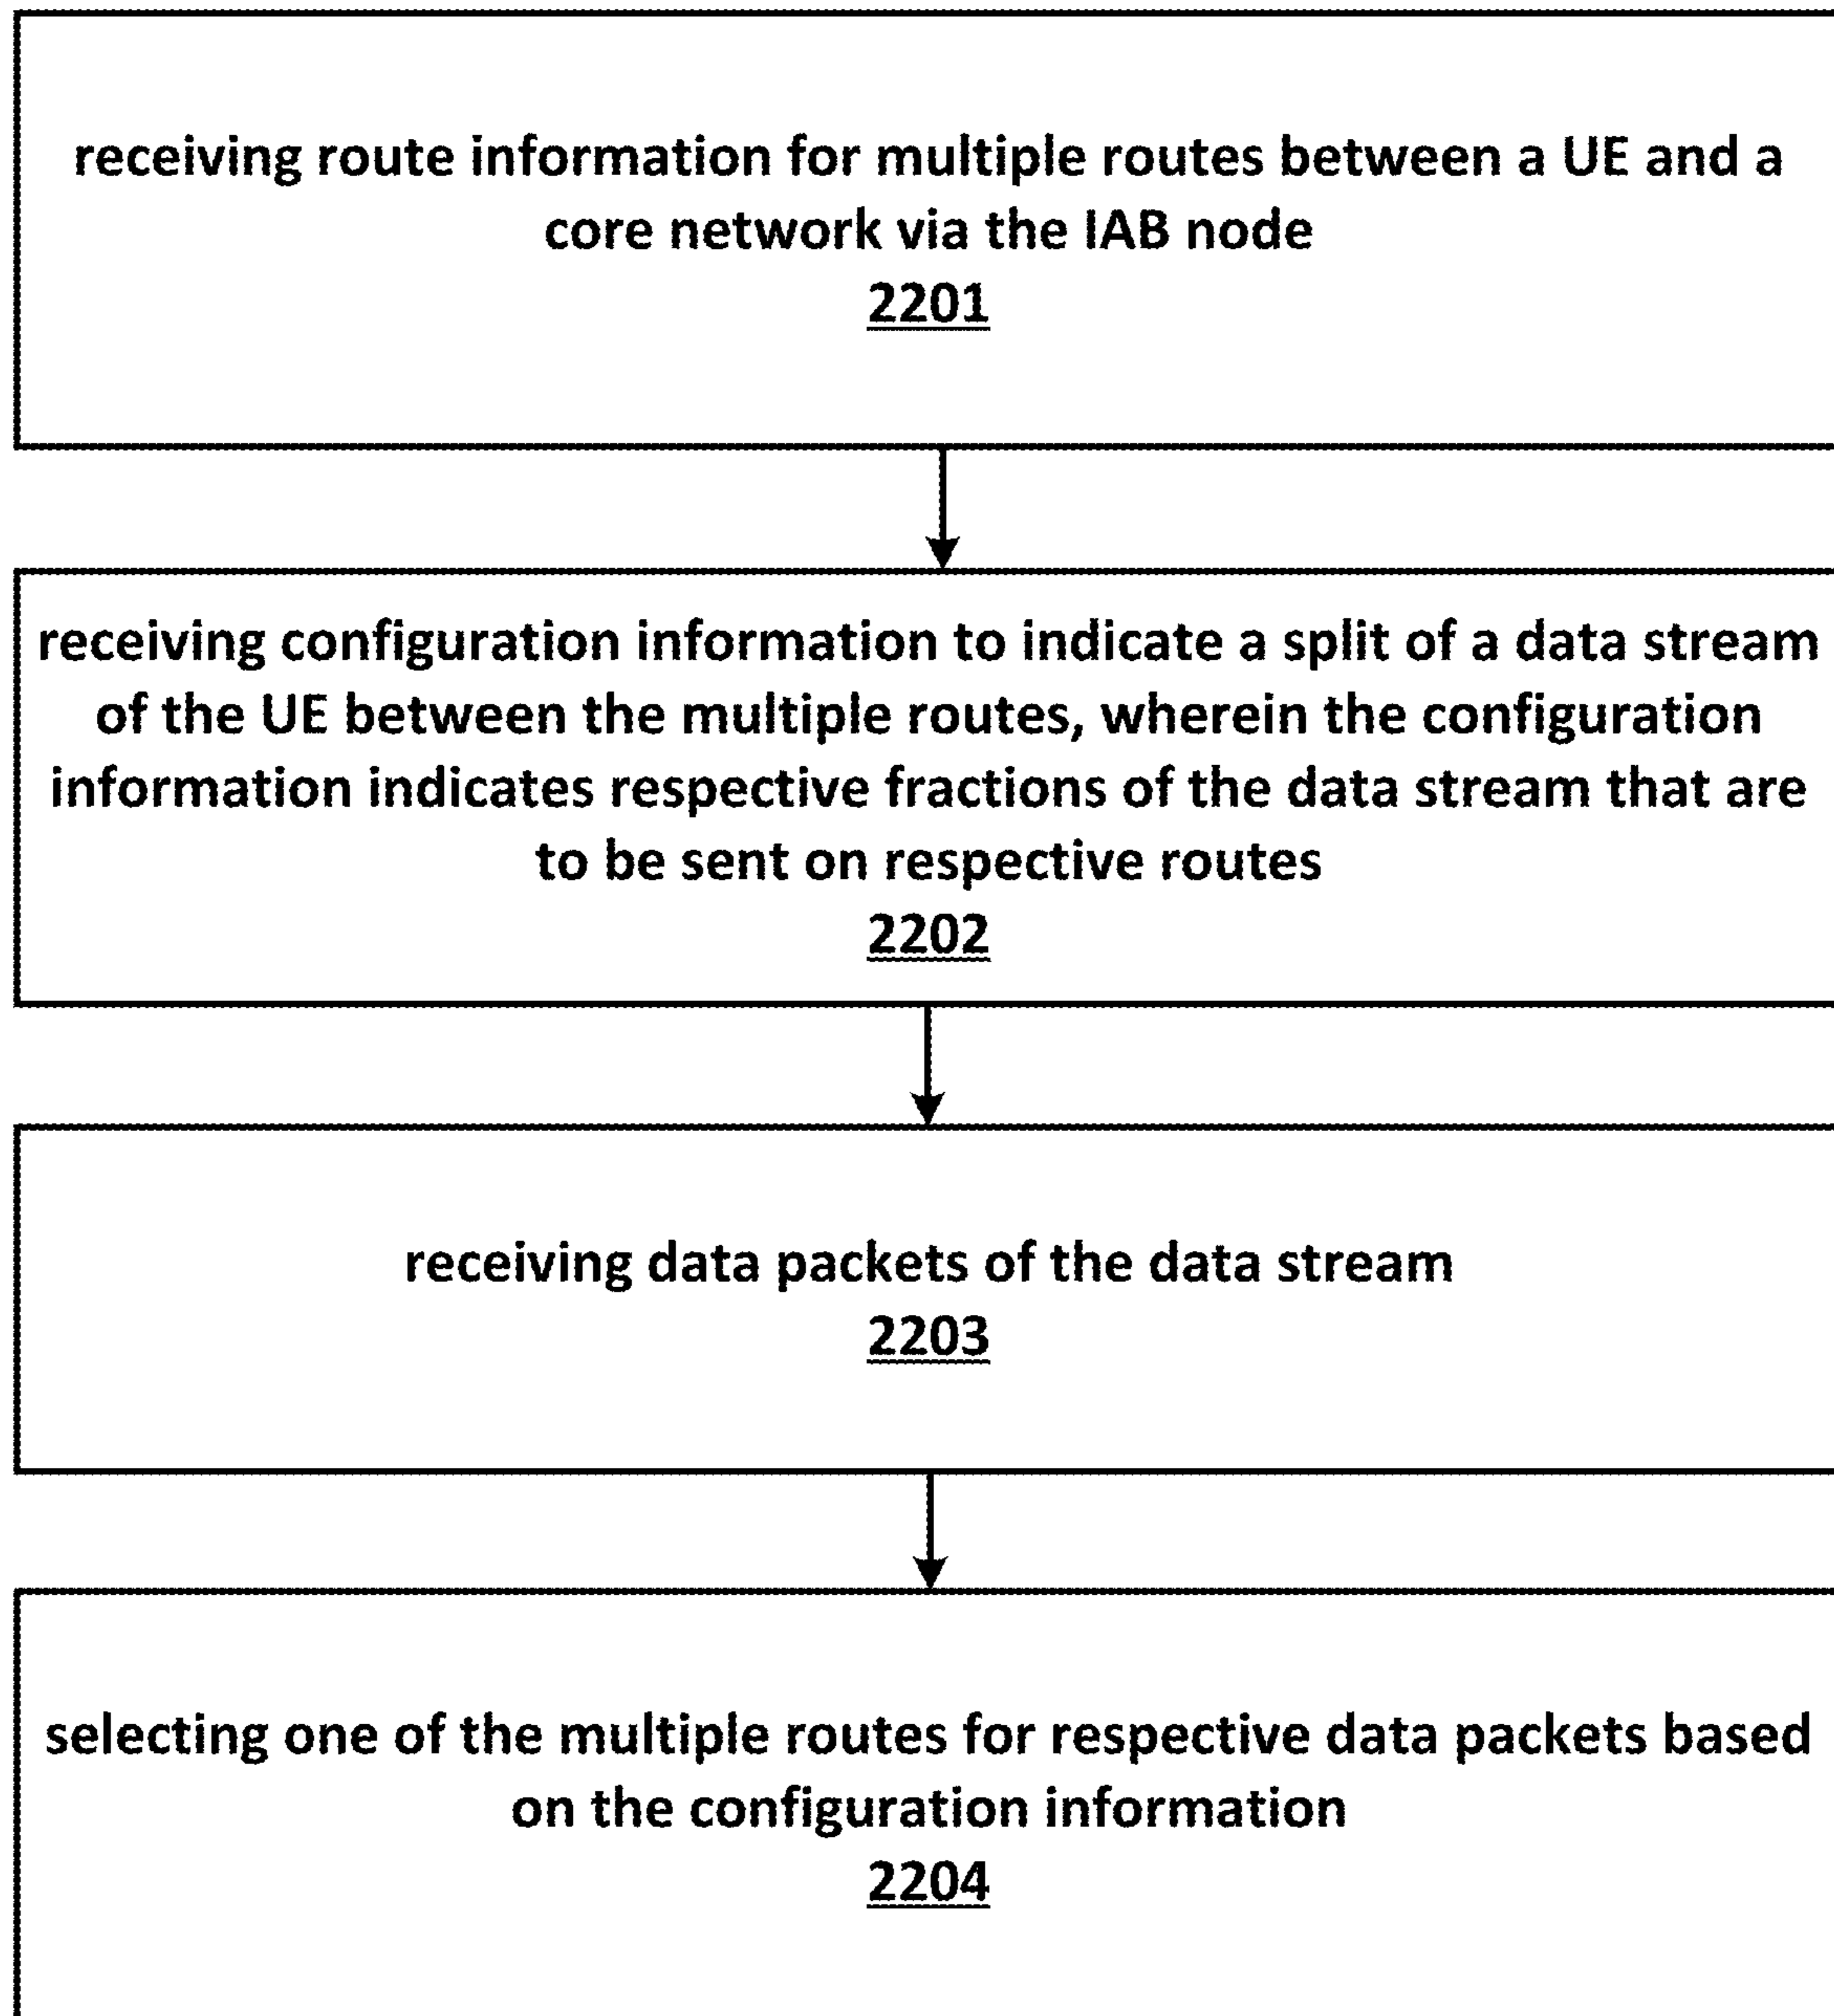 receiving route information for multiple routes between a UE and a
core network via the IAB node
2201
receiving configuration information to indicate a split of a data stream
of the UE between the multiple routes, wherein the configuration
information indicates respective fractions of the data stream that are
to be sent on respective routes
2202
receiving data packets of the data stream
2203
selecting one of the multiple routes for respective data packets based
on the configuration information
2204